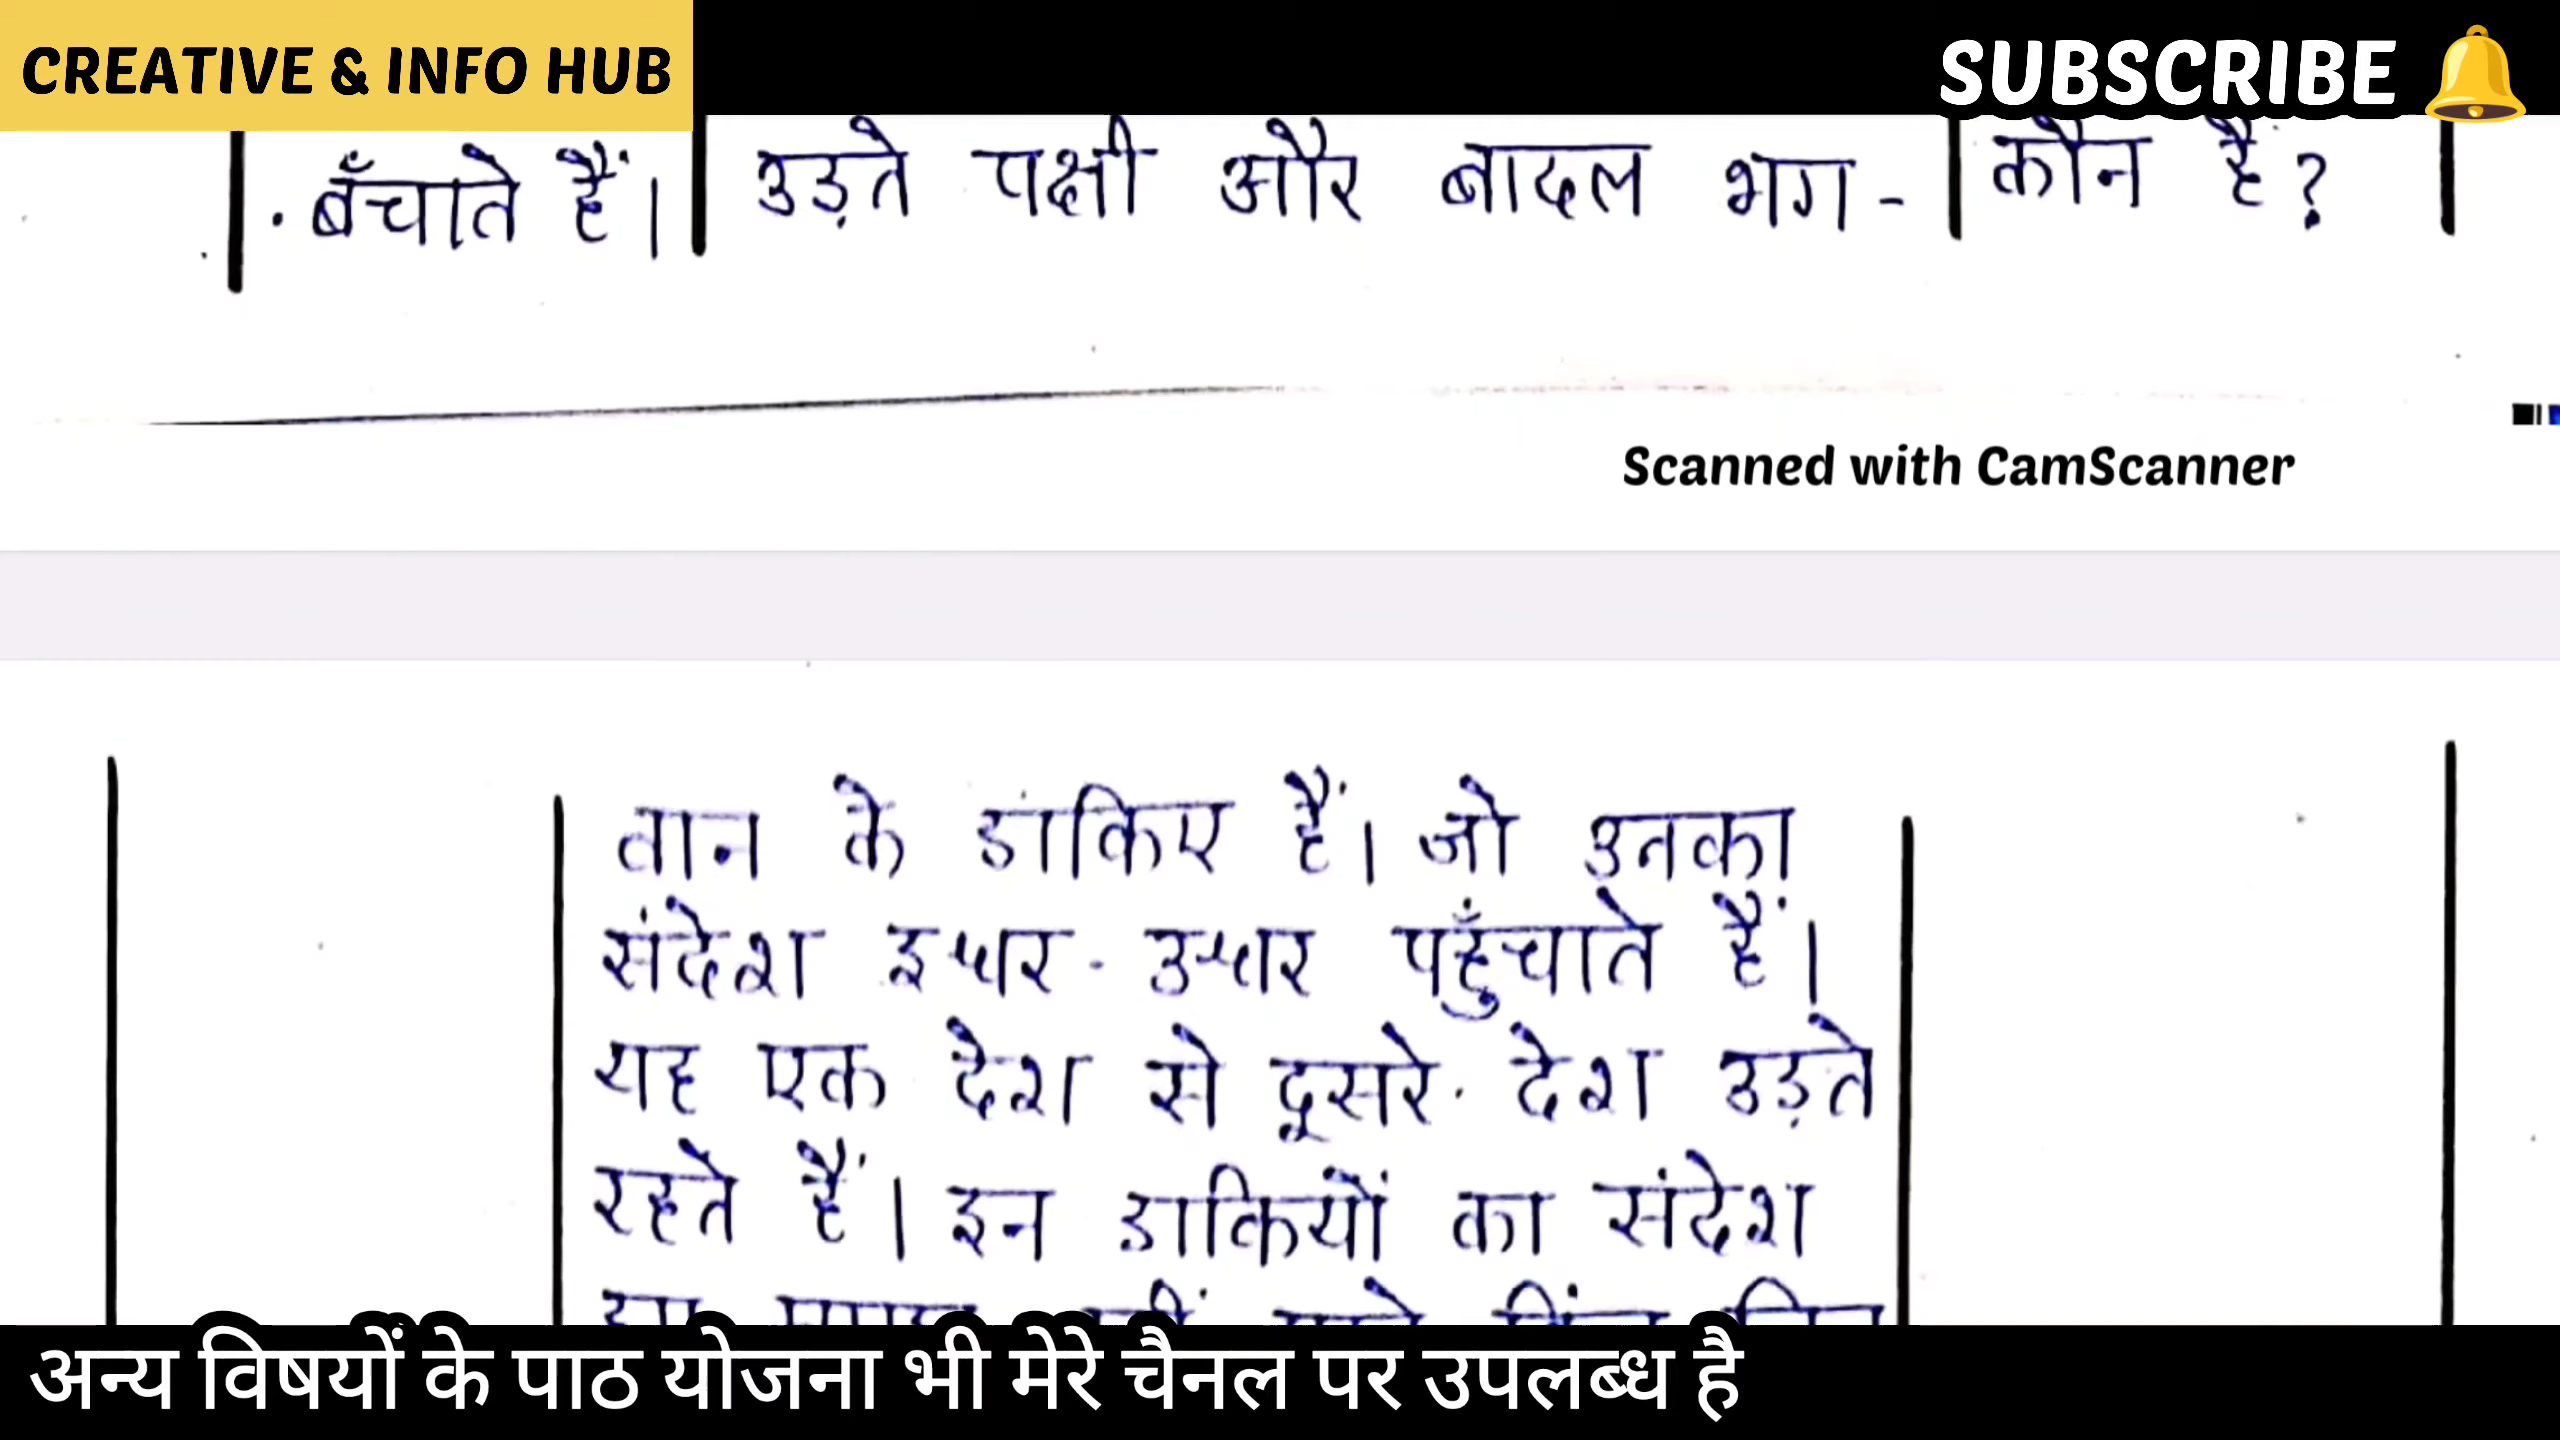 CREATIVE & INFO HUB
SUBSCRIBE
बँचाते हैं। उड़ते पक्षी और बादल भग- कौन है?
Scanned with CamScanner
वान के डाकिए हैं। जो उनका
संदेश इधर-उधर पहुँचाते हैं।
यह एक देश से दूसरे देश उड़ते
रहते हैं। इन डाकियों का संदेश
अन्य विषयों के पाठ योजना भी मेरे चैनल पर उपलब्ध है